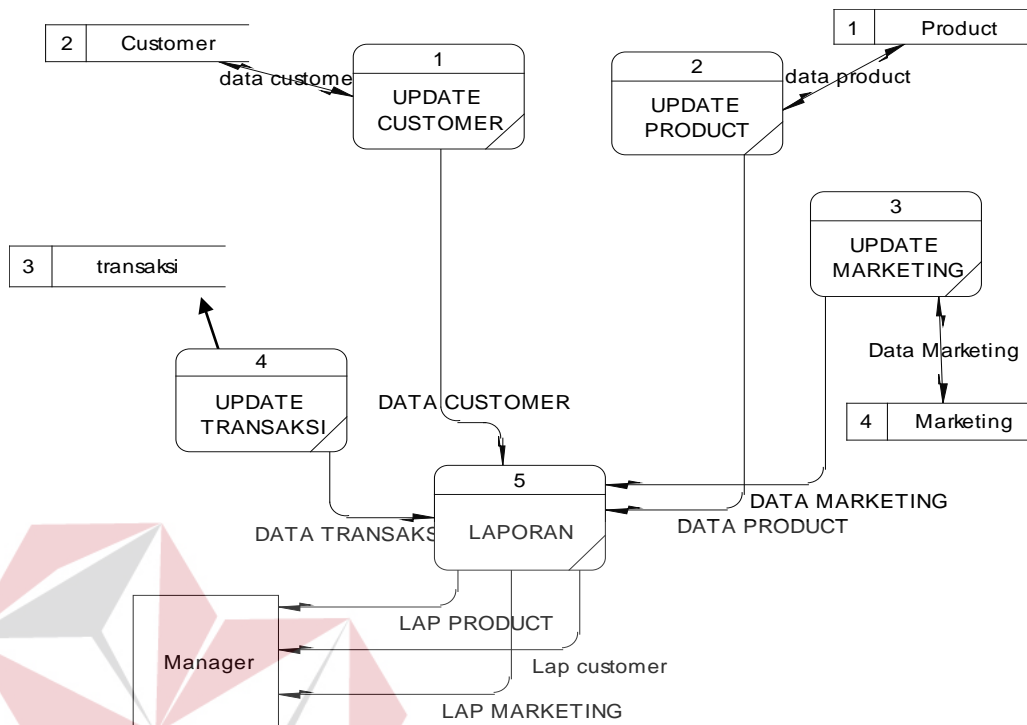 2 Customer
1 Product
data custome
1
UPDATE
CUSTOMER
2
UPDATE
PRODUCT
data product
3
UPDATE
MARKETING
3 transaksi
4
UPDATE
TRANSAKSI
Data Marketing
4 Marketing
DATA CUSTOMER
5
LAPORAN
DATA TRANSAKS
DATA MARKETING
DATA PRODUCT
LAP PRODUCT
Manager
Lap customer
LAP MARKETING